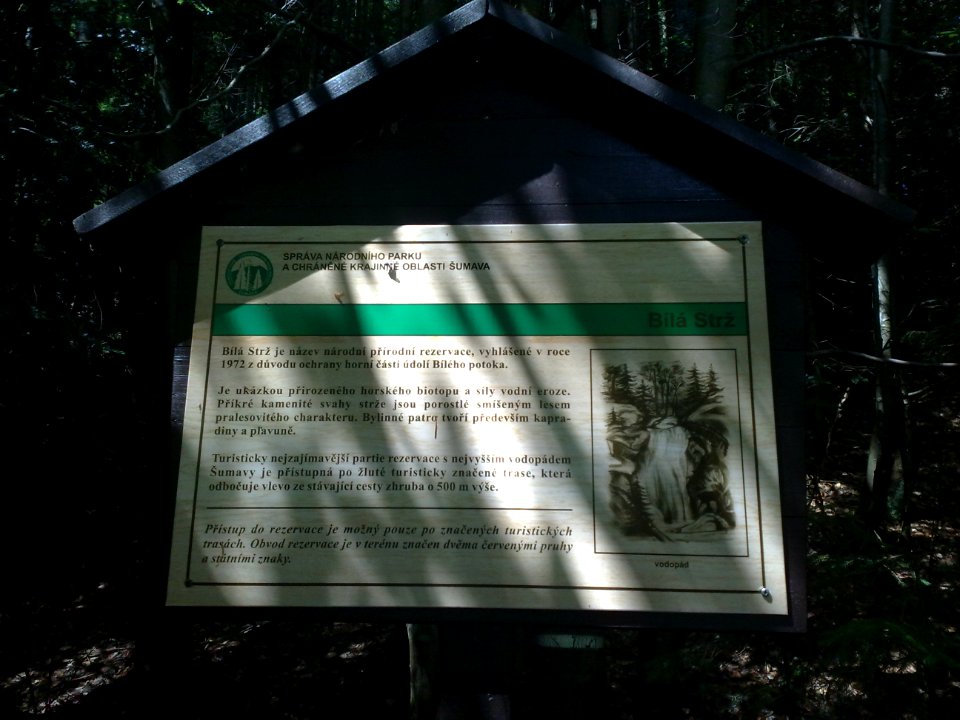 SPRÁVA NÁRODNÍHO PARKU
A CHRÁNĚNÉ KRAJINNÉ OBLASTI ŠUMAVA
Bílá Strž
Bílá Strž je název národní přírodní rezervace, vyhlášené v roce
1972 z důvodu ochrany horní části údolí Bílého potoka.
Je ukázkou přirozeného horského biotopu a síly vodní eroze.
Příkré kamenité svahy strže jsou porostlé smíšeným lesem
pralesovitého charakteru. Bylinné patro tvoří především kapra-
diny a plavuně.
Turisticky nejzajímavější partie rezervace s nejvyšším vodopádem
Šumavy je přístupná po žlutě turisticky značené trase, která
odbočuje vlevo ze stávající cesty zhruba o 500 m výše.
Přístup do rezervace je možný pouze po značených turistických
trasách. Obvod rezervace je v terénu značen dvěma červenými pruhy
a státními znaky.
vodopád